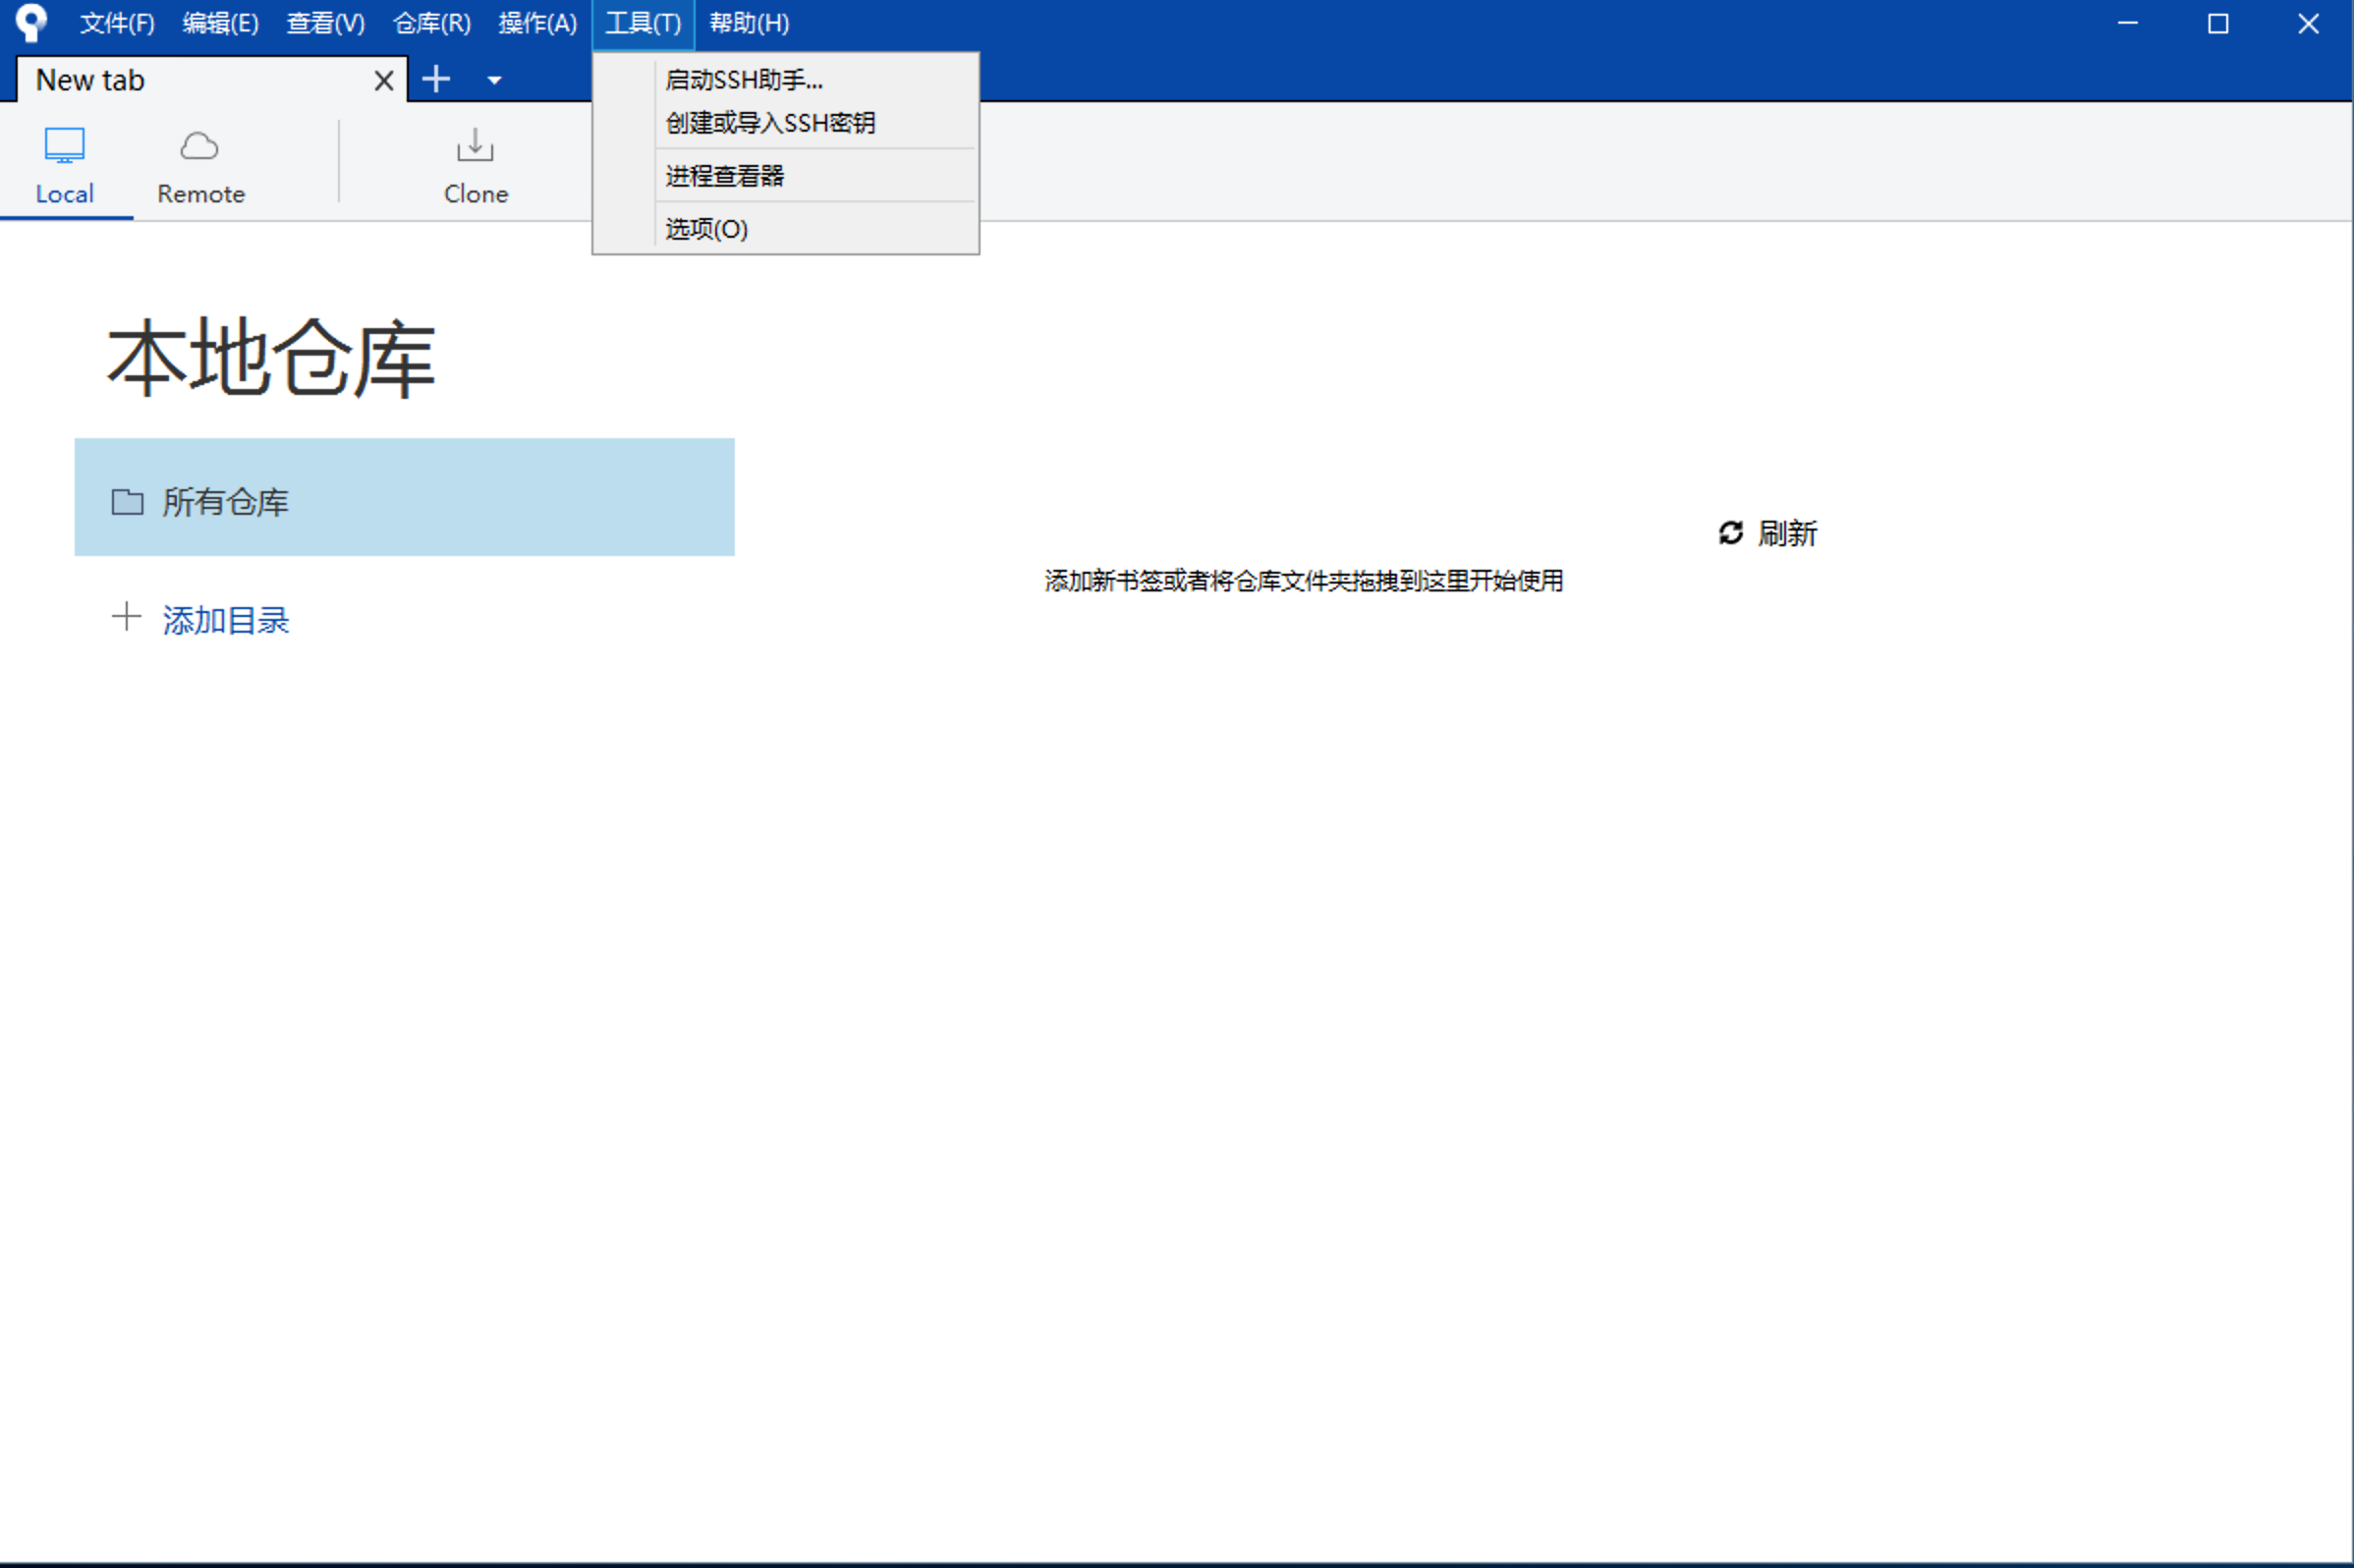 文件(F) 编辑(E) 查看(V) 仓库(R) 操作(A) 工具(T) 帮助(H)
New tab
启动SSH助手...
创建或导入SSH密钥
进程查看器
选项(O)
Local Remote Clone
本地仓库
所有仓库
添加目录
刷新
添加新书签或者将仓库文件夹拖拽到这里开始使用